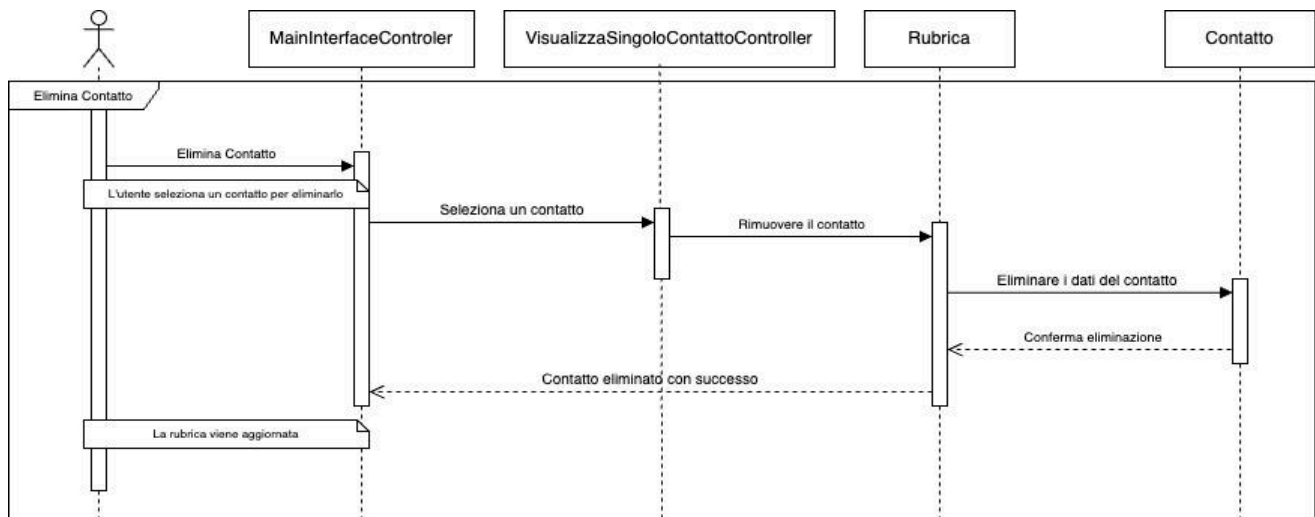 MainInterfaceControler
VisualizzaSingoloContattoController
Rubrica
Contatto
Elimina Contatto
Elimina Contatto
L'utente seleziona un contatto per eliminarlo
Seleziona un contatto
Rimuovere il contatto
Eliminare i dati del contatto
Conferma eliminazione
Contatto eliminato con successo
La rubrica viene aggiornata